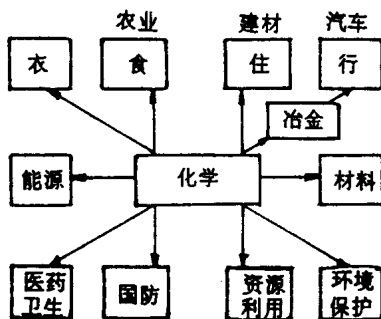 农业 建材 汽车
衣 食 住 行
冶金
能源 化学 材料
医药 国防 资源 环境
卫生 利用 保护